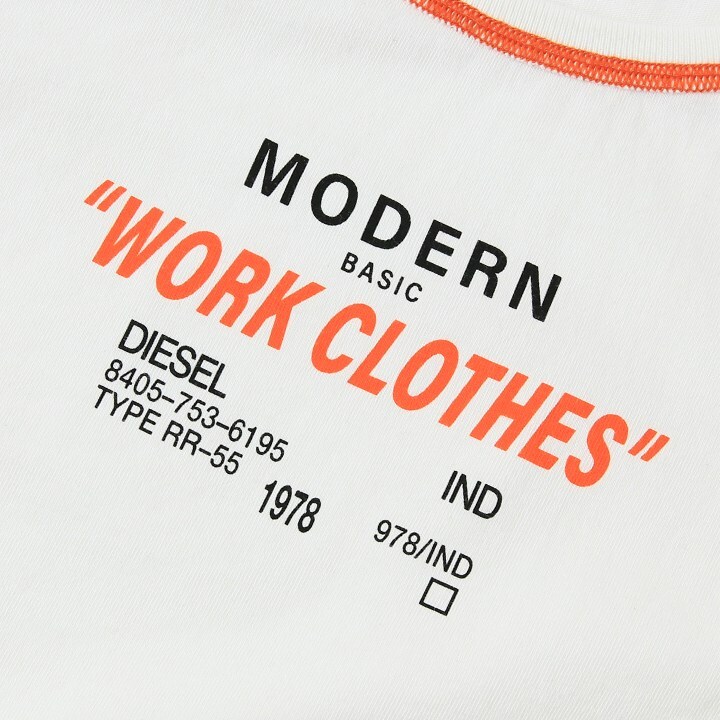 MODERN
BASIC
“WORK CLOTHES”
DIESEL
8405-753-6195
TYPE RR-55
1978
IND
978/IND